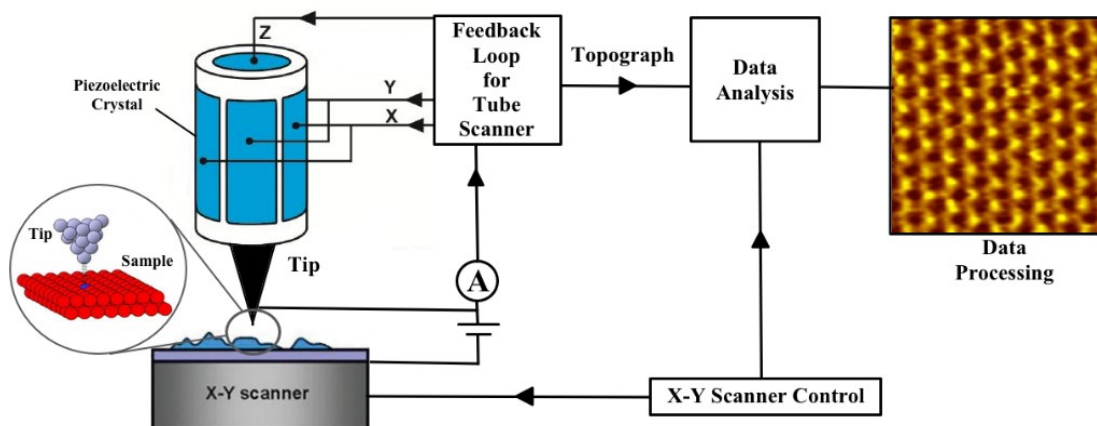 Z
Feedback
Loop
for
Tube
Scanner
Topograph
Data
Analysis
Piezoelectric
Crystal
Y
X
Tip
Sample
Tip
A
Data
Processing
X-Y scanner
X-Y Scanner Control